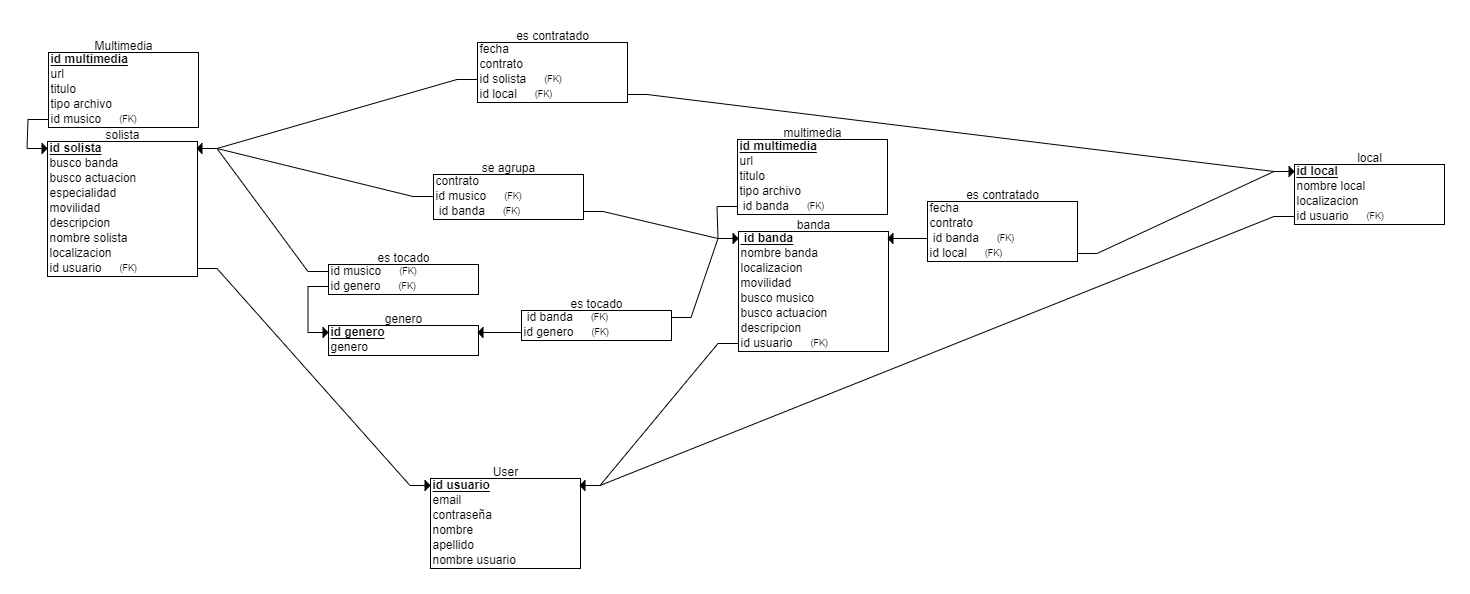 Multimedia
id multimedia
url
titulo
tipo archivo
id musico (FK)
solista
id solista
busco banda
busco actuacion
especialidad
movilidad
descripcion
nombre solista
localizacion
id usuario (FK)
es contratado
fecha
contrato
id solista (FK)
id local (FK)
se agrupa
contrato
id musico (FK)
id banda (FK)
es tocado
id musico (FK)
id genero (FK)
genero
id genero
genero
es tocado
id banda (FK)
id genero (FK)
multimedia
id multimedia
url
titulo
tipo archivo
id banda (FK)
banda
id banda
nombre banda
localizacion
movilidad
busco musico
busco actuacion
descripcion
id usuario (FK)
es contratado
fecha
contrato
id banda (FK)
id local (FK)
local
id local
nombre local
localizacion
id usuario (FK)
User
id usuario
email
contraseña
nombre
apellido
nombre usuario